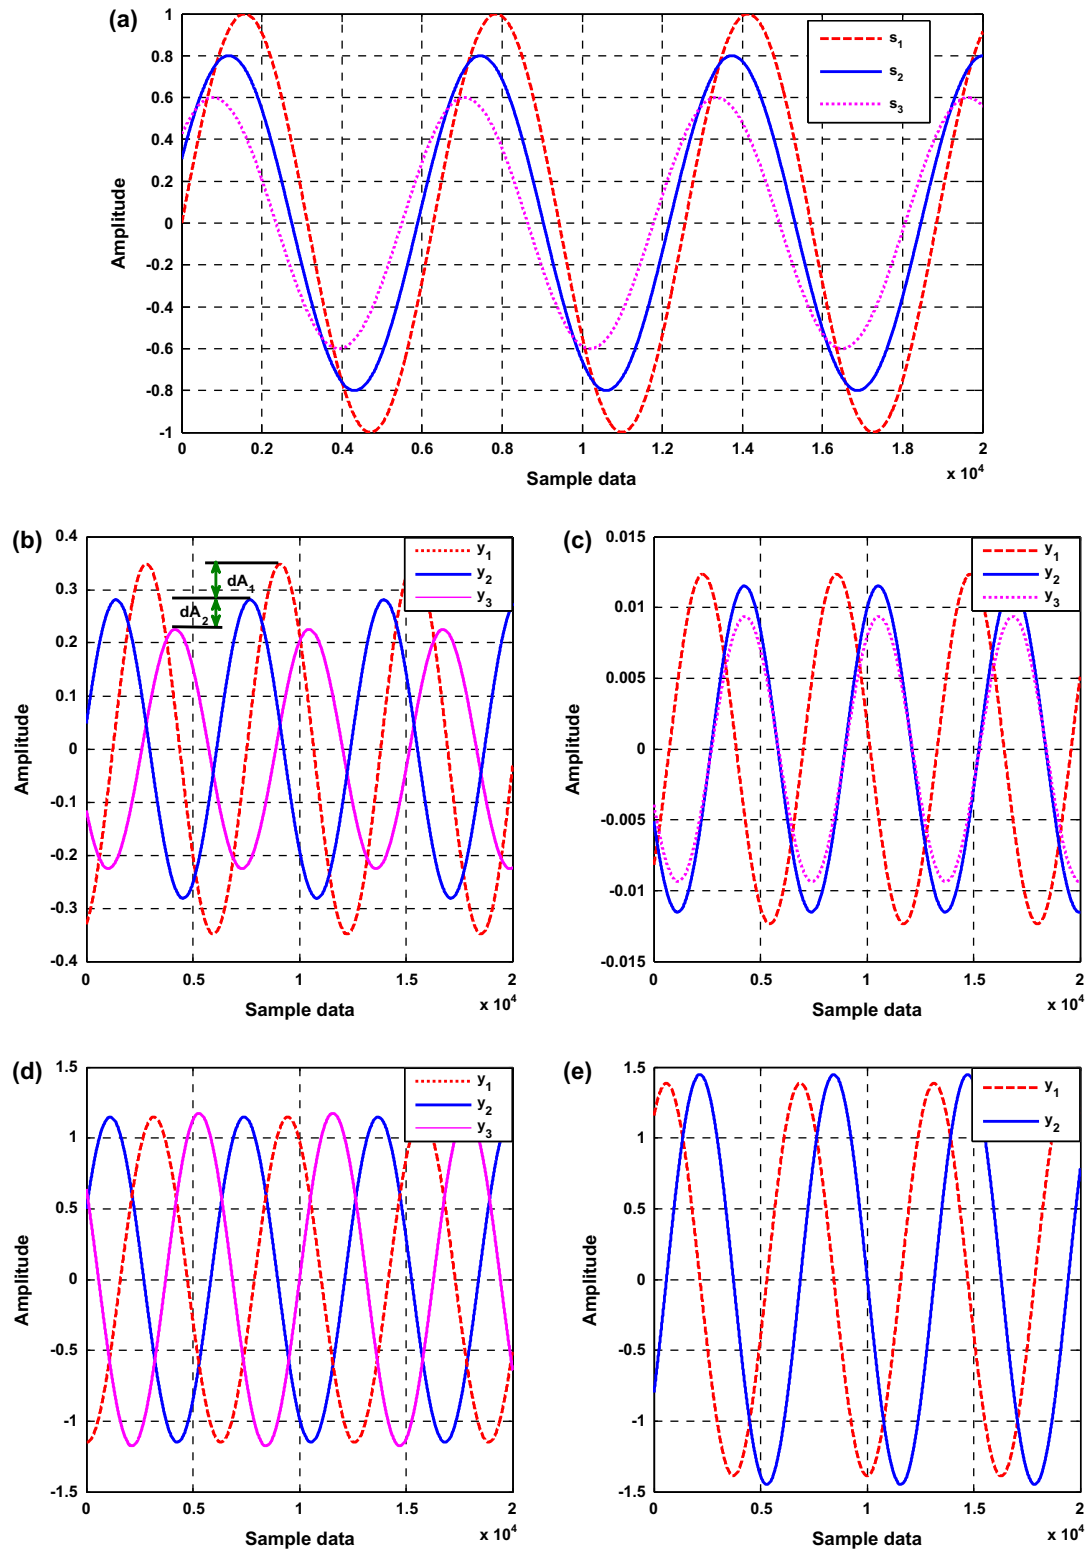 (a)
1
0.8
0.6
0.4
0.2
0
-0.2
-0.4
-0.6
-0.8
-1
Amplitude
s1
s2
s3
0 0.2 0.4 0.6 0.8 1 1.2 1.4 1.6 1.8 2
x 10^4
Sample data
(b)
0.4
0.3
0.2
0.1
0
-0.1
-0.2
-0.3
-0.4
Amplitude
dA1
dA2
y1
y2
y3
0 0.5 1 1.5 2
x 10^4
Sample data
(c)
0.015
0.01
0.005
0
-0.005
-0.01
-0.015
Amplitude
y1
y2
y3
0 0.5 1 1.5 2
x 10^4
Sample data
(d)
1.5
1
0.5
0
-0.5
-1
-1.5
Amplitude
y1
y2
y3
0 0.5 1 1.5 2
x 10^4
Sample data
(e)
1.5
1
0.5
0
-0.5
-1
-1.5
Amplitude
y1
y2
0 0.5 1 1.5 2
x 10^4
Sample data